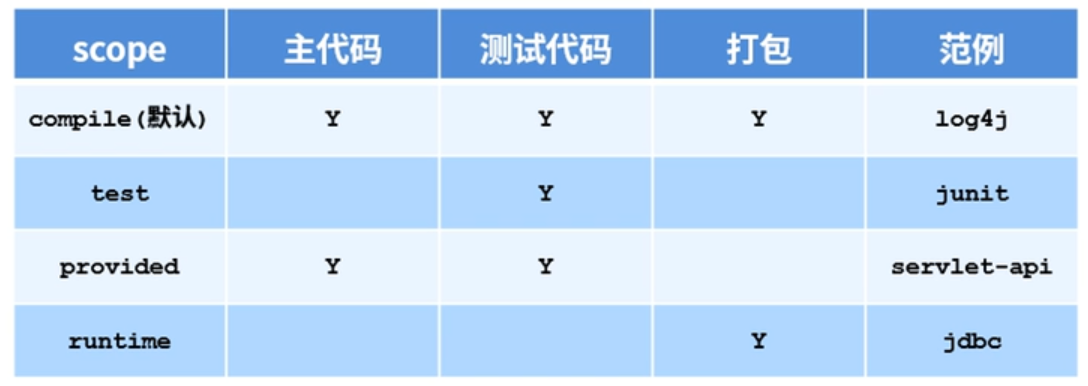 scope 主代码 测试代码 打包 范例
compile(默认) Y Y Y log4j
test Y junit
provided Y Y servlet-api
runtime Y jdbc